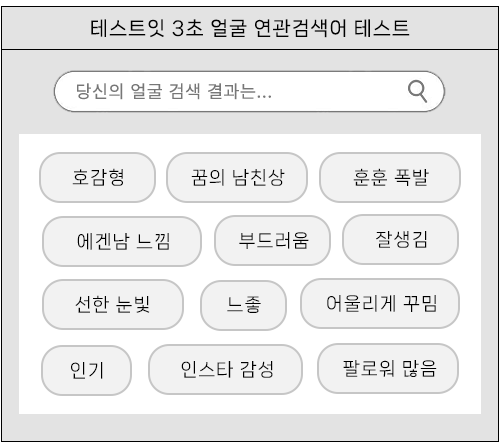 테스트잇 3초 얼굴 연관검색어 테스트
당신의 얼굴 검색 결과는...
호감형 꿈의 남친상 훈훈 폭발
에겐남 느낌 부드러움 잘생김
선한 눈빛 느좋 어울리게 꾸밈
인기 인스타 감성 팔로워 많음